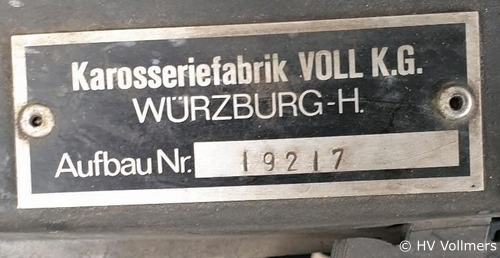 Karosseriefabrik VOLL K.G.
WÜRZBURG-H.
Aufbau Nr. 19217
© HV Vollmers